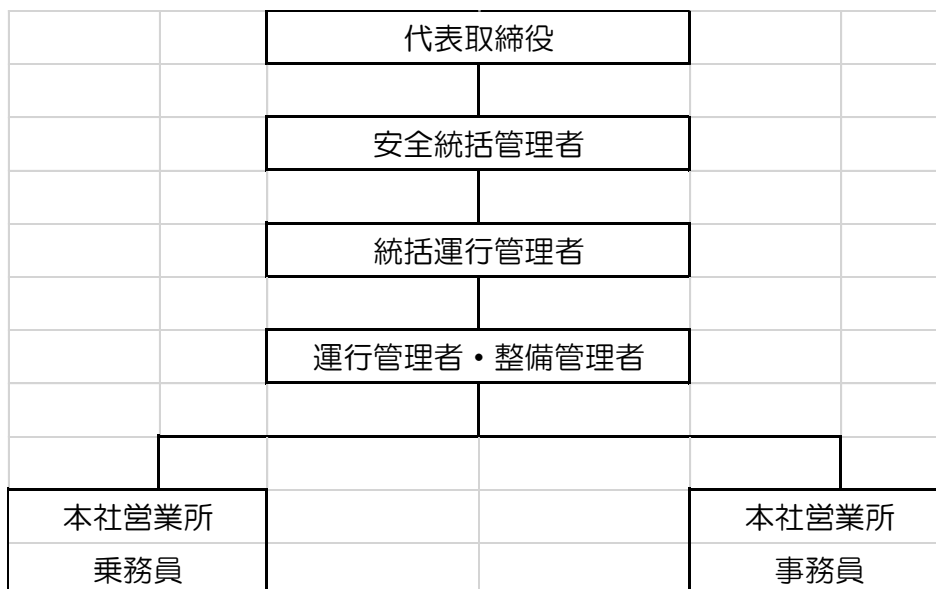 代表取締役
安全統括管理者
統括運行管理者
運行管理者・整備管理者
本社営業所
乗務員
本社営業所
事務員